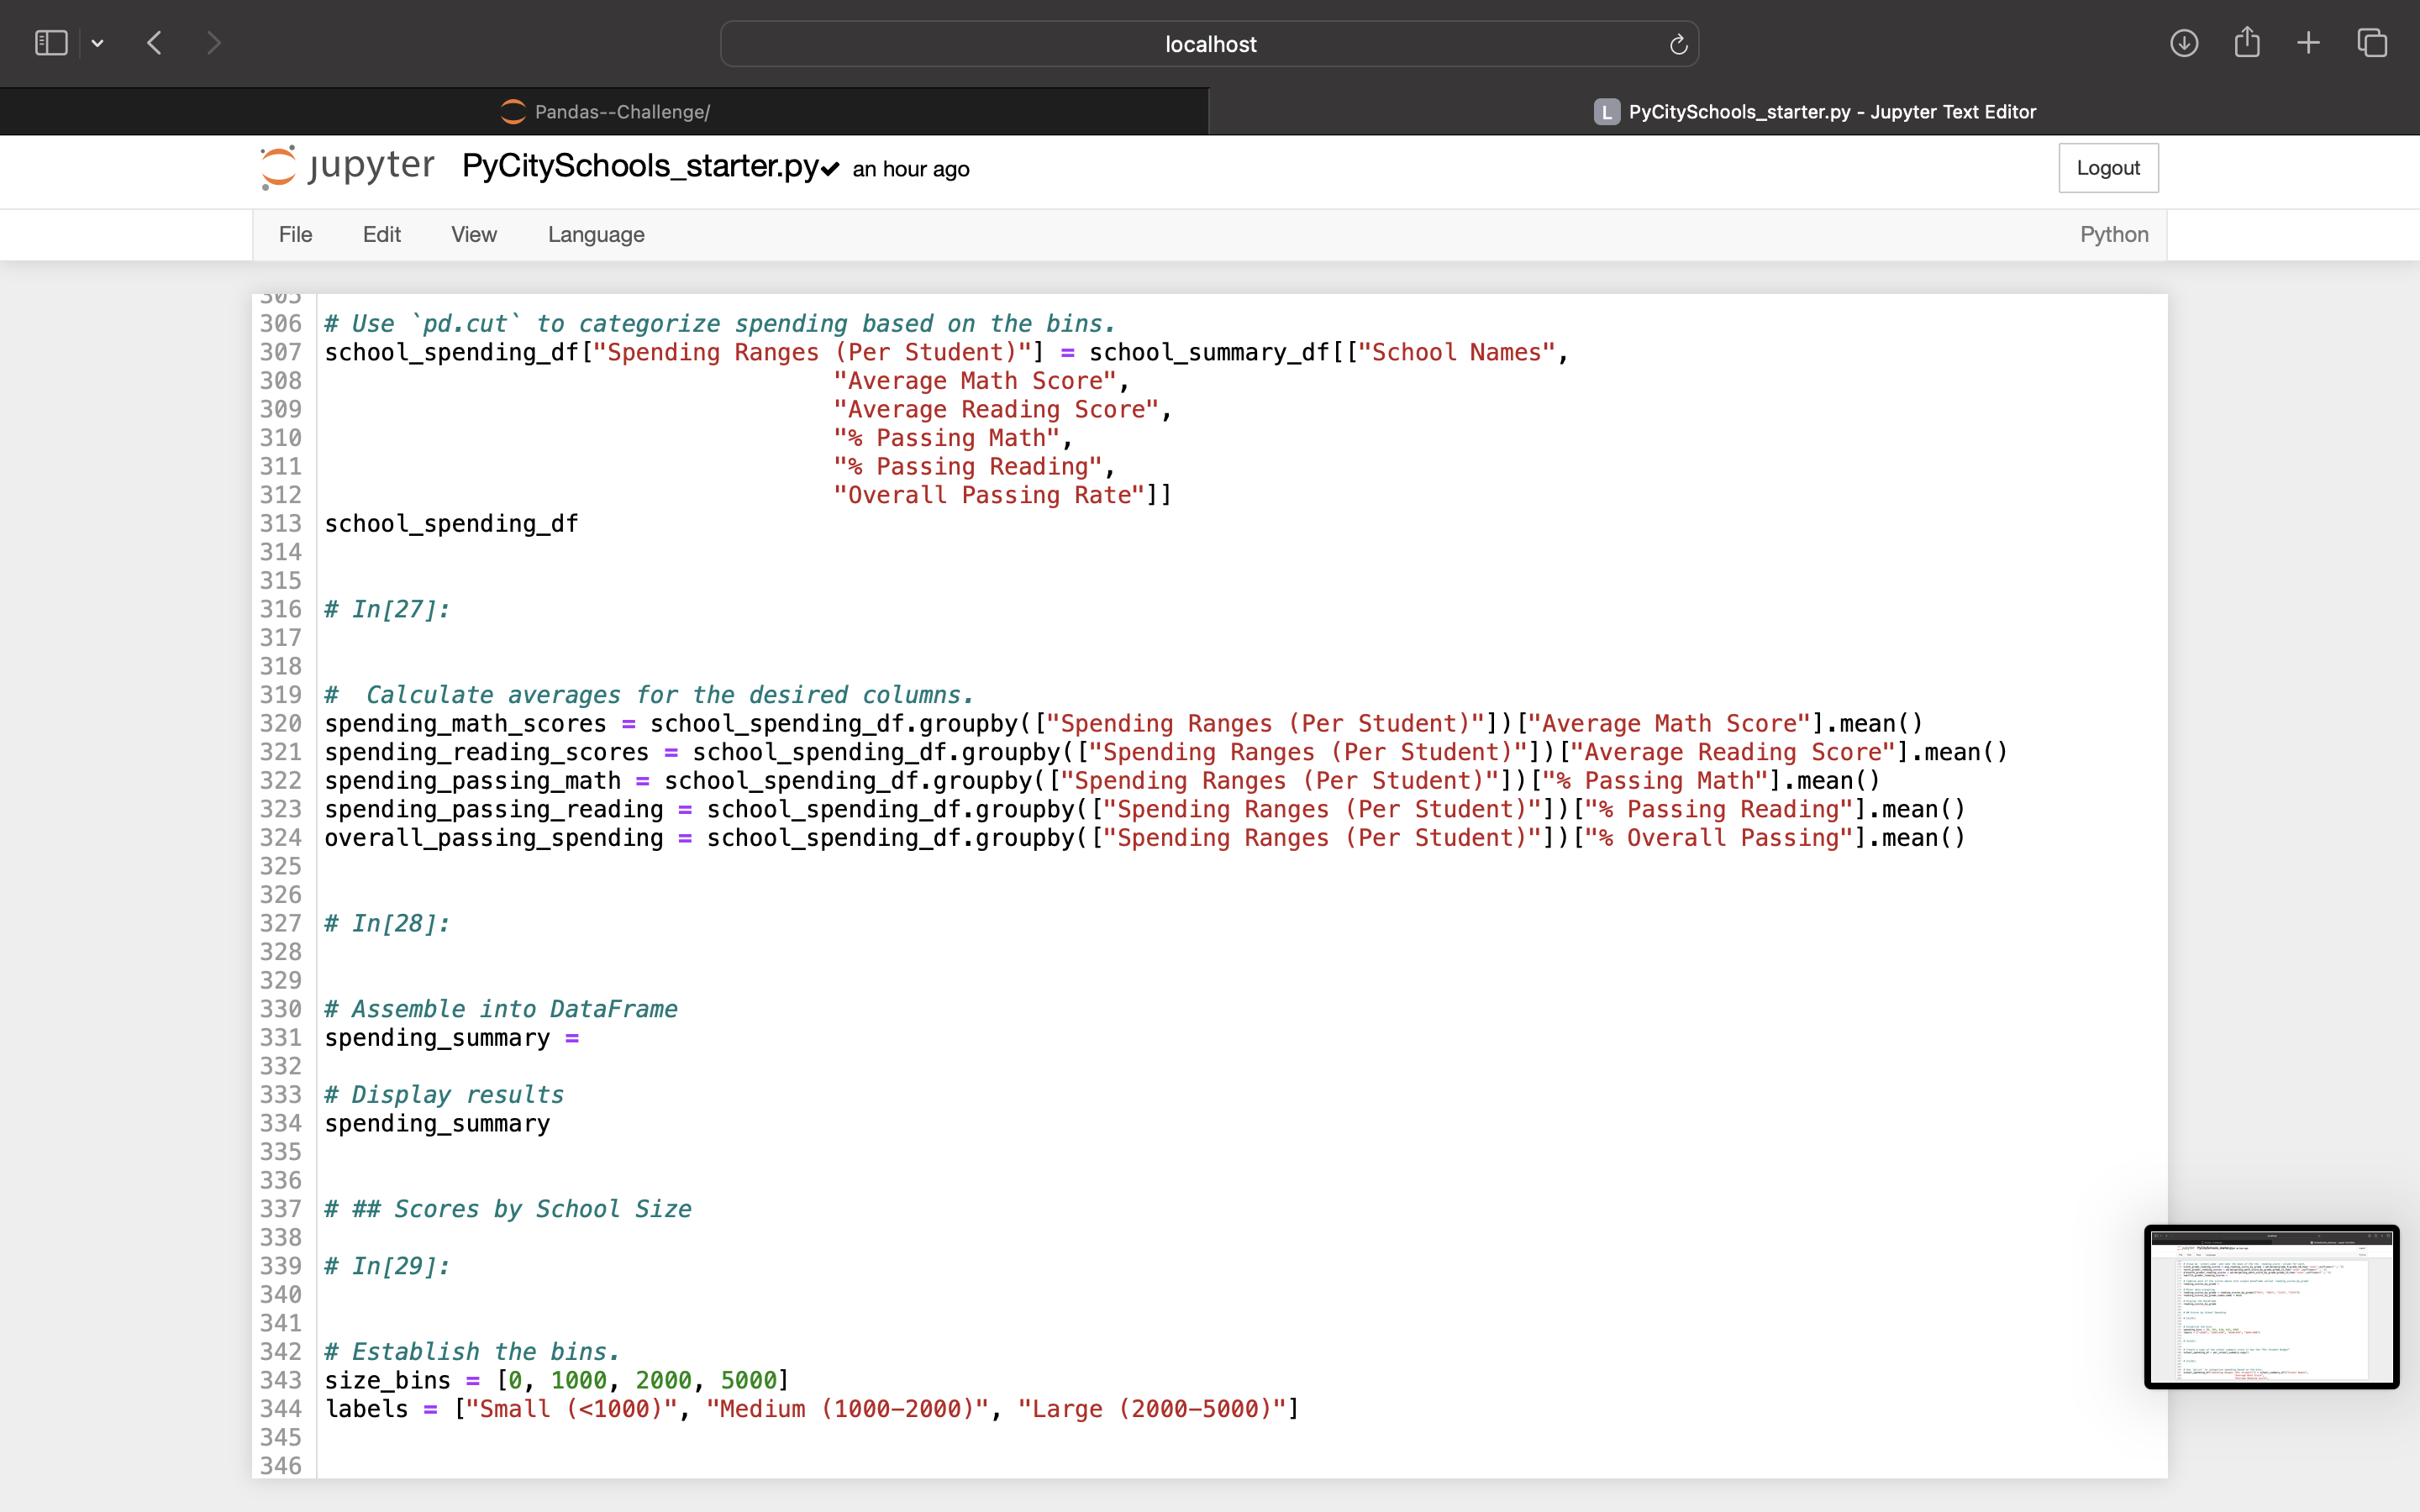 localhost
Pandas--Challenge/
L PyCitySchools_starter.py - Jupyter Text Editor
jupyter PyCitySchools_starter.py✔ an hour ago
Logout
File Edit View Language Python
305
306 # Use `pd.cut` to categorize spending based on the bins.
307 school_spending_df["Spending Ranges (Per Student)"] = school_summary_df[["School Names",
308                                     "Average Math Score",
309                                     "Average Reading Score",
310                                     "% Passing Math",
311                                     "% Passing Reading",
312                                     "Overall Passing Rate"]]
313 school_spending_df
314
315
316 # In[27]:
317
318
319 #  Calculate averages for the desired columns.
320 spending_math_scores = school_spending_df.groupby(["Spending Ranges (Per Student)"])["Average Math Score"].mean()
321 spending_reading_scores = school_spending_df.groupby(["Spending Ranges (Per Student)"])["Average Reading Score"].mean()
322 spending_passing_math = school_spending_df.groupby(["Spending Ranges (Per Student)"])["% Passing Math"].mean()
323 spending_passing_reading = school_spending_df.groupby(["Spending Ranges (Per Student)"])["% Passing Reading"].mean()
324 overall_passing_spending = school_spending_df.groupby(["Spending Ranges (Per Student)"])["% Overall Passing"].mean()
325
326
327 # In[28]:
328
329
330 # Assemble into DataFrame
331 spending_summary =
332
333 # Display results
334 spending_summary
335
336
337 # ## Scores by School Size
338
339 # In[29]:
340
341
342 # Establish the bins.
343 size_bins = [0, 1000, 2000, 5000]
344 labels = ["Small (<1000)", "Medium (1000-2000)", "Large (2000-5000)"]
345
346